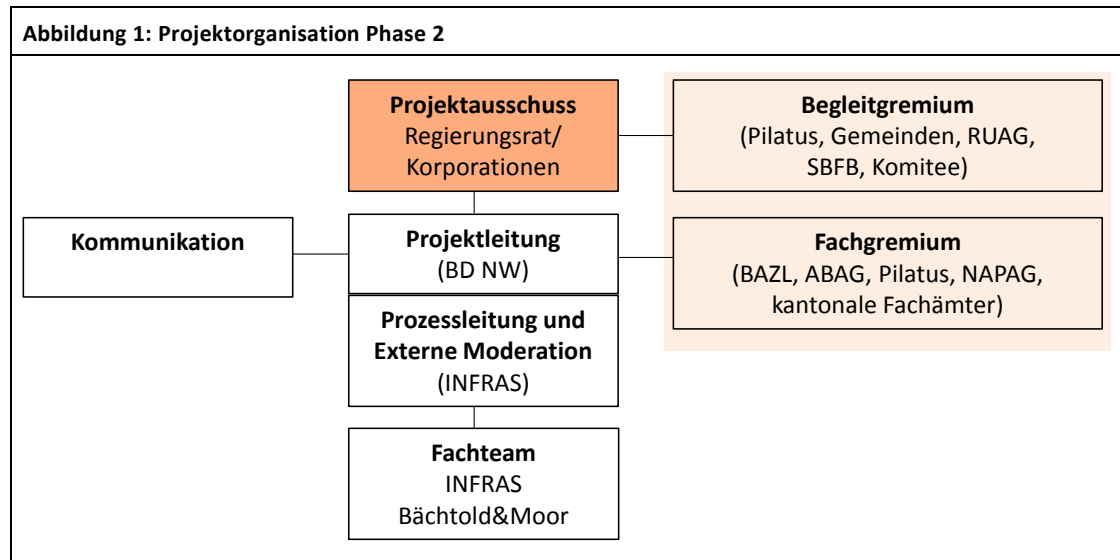 Abbildung 1: Projektorganisation Phase 2
Projektausschuss
Regierungsrat/
Korporationen
Begleitgremium
(Pilatus, Gemeinden, RUAG,
SBFB, Komitee)
Kommunikation
Projektleitung
(BD NW)
Fachgremium
(BAZL, ABAG, Pilatus, NAPAG,
kantonale Fachämter)
Prozessleitung und
Externe Moderation
(INFRAS)
Fachteam
INFRAS
Bächtold&Moor